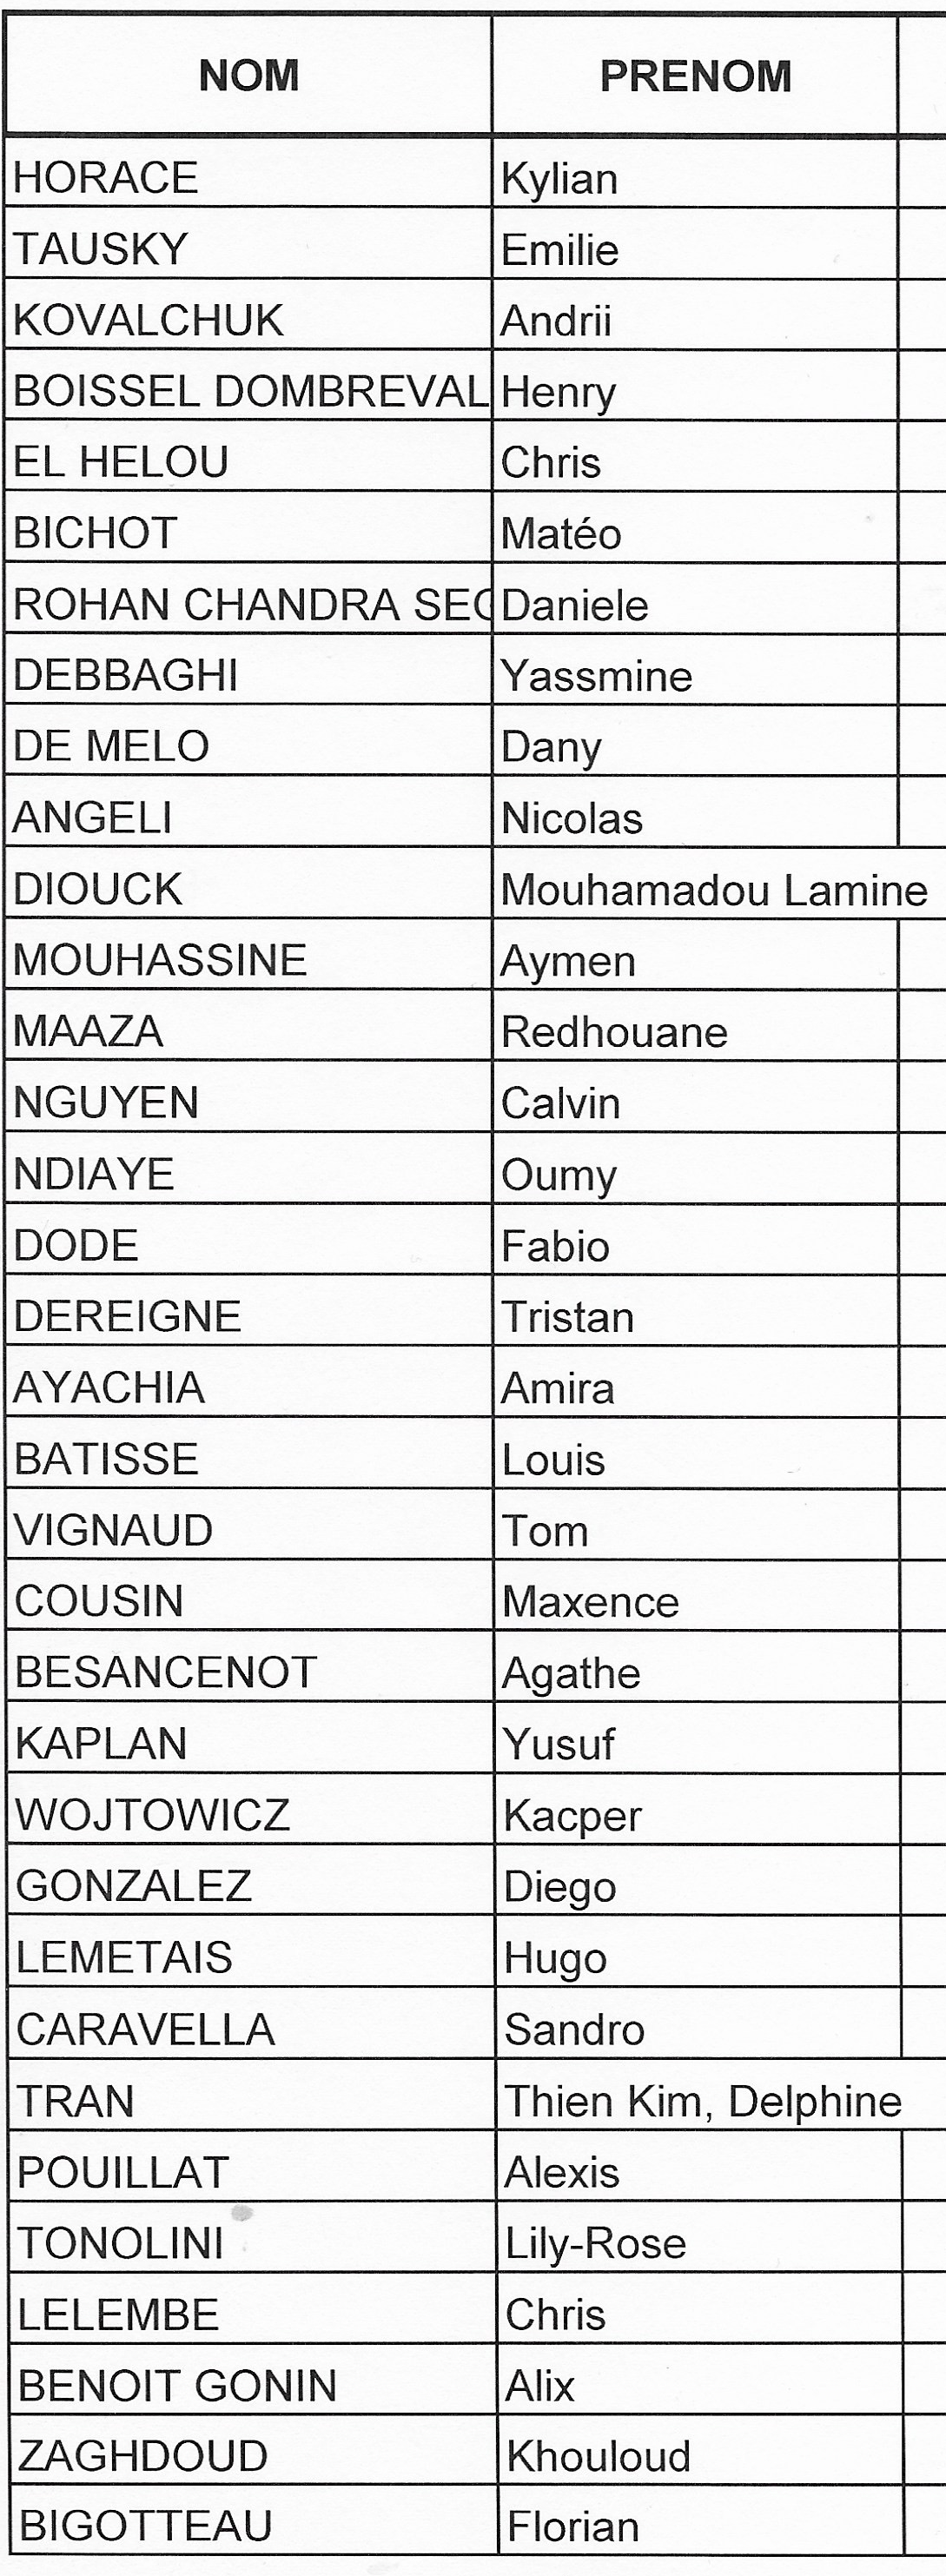 NOM PRENOM
HORACE Kylian
TAUSKY Emilie
KOVALCHUK Andrii
BOISSEL DOMBREVAL Henry
EL HELOU Chris
BICHOT Matéo
ROHAN CHANDRA Daniele
DEBBAGHI Yassmine
DE MELO Dany
ANGELI Nicolas
DIOUCK Mouhamadou Lamine
MOUHASSINE Aymen
MAAZA Redhouane
NGUYEN Calvin
NDIAYE Oumy
DODE Fabio
DEREIGNE Tristan
AYACHIA Amira
BATISSE Louis
VIGNAUD Tom
COUSIN Maxence
BESANCENOT Agathe
KAPLAN Yusuf
WOJTOWICZ Kacper
GONZALEZ Diego
LEMETAIS Hugo
CARAVELLA Sandro
TRAN Thien Kim, Delphine
POUILLAT Alexis
TONOLINI Lily-Rose
LELEMBE Chris
BENOIT GONIN Alix
ZAGHDOUD Khouloud
BIGOTTEAU Florian